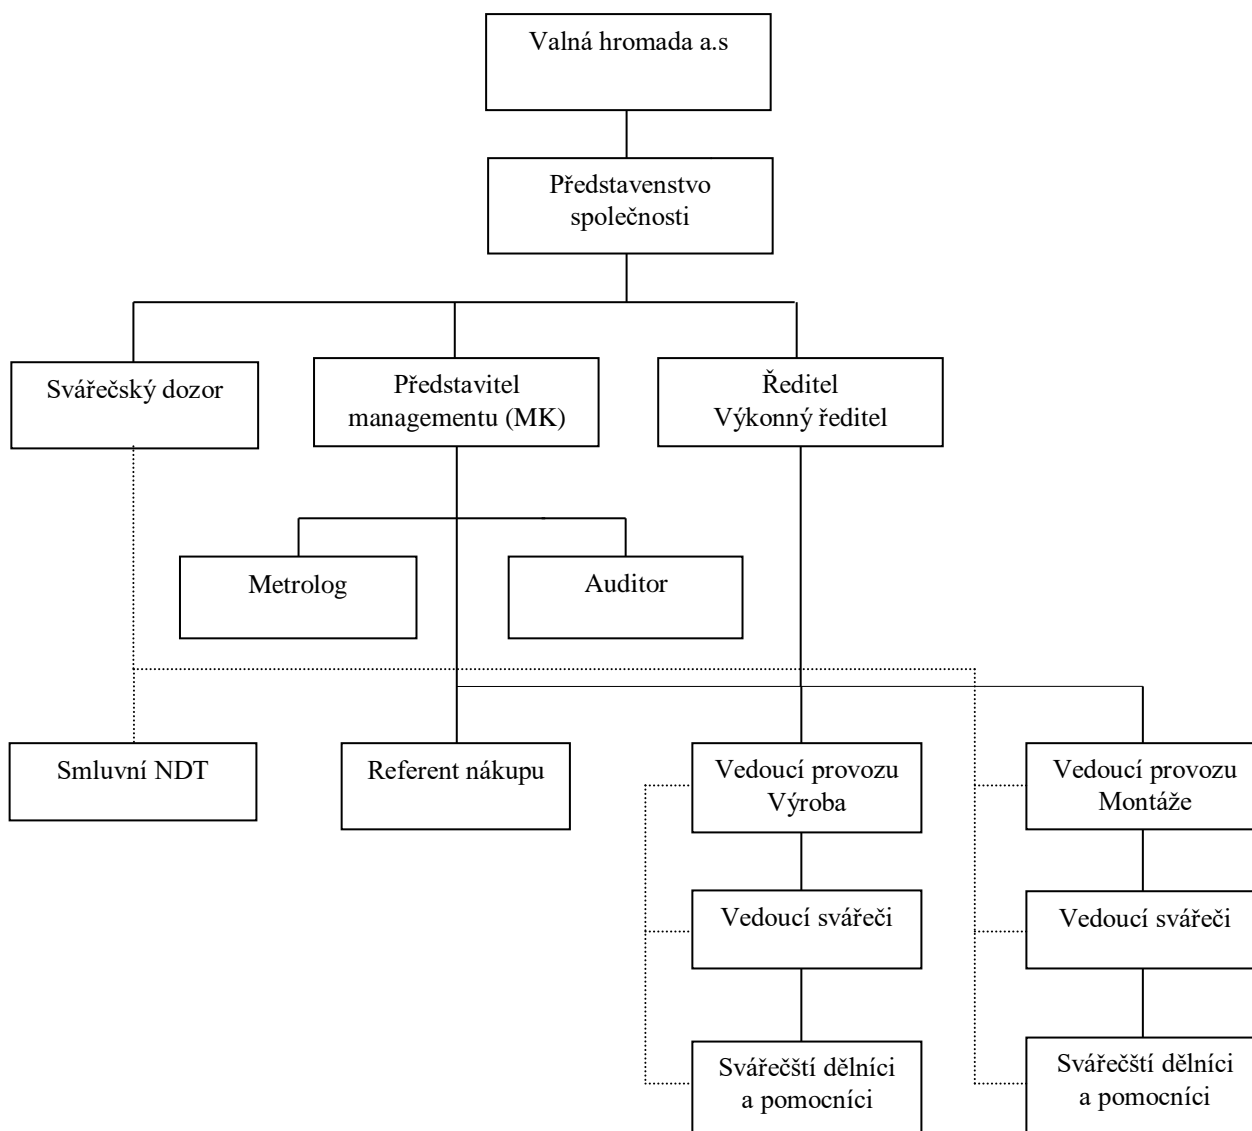 Valná hromada a.s
Představenstvo
společnosti
Svářečský dozor
Představitel
managementu (MK)
Ředitel
Výkonný ředitel
Metrolog
Auditor
Smluvní NDT
Referent nákupu
Vedoucí provozu
Výroba
Vedoucí provozu
Montáže
Vedoucí svářeči
Vedoucí svářeči
Svářečští dělníci
a pomocníci
Svářečští dělníci
a pomocníci